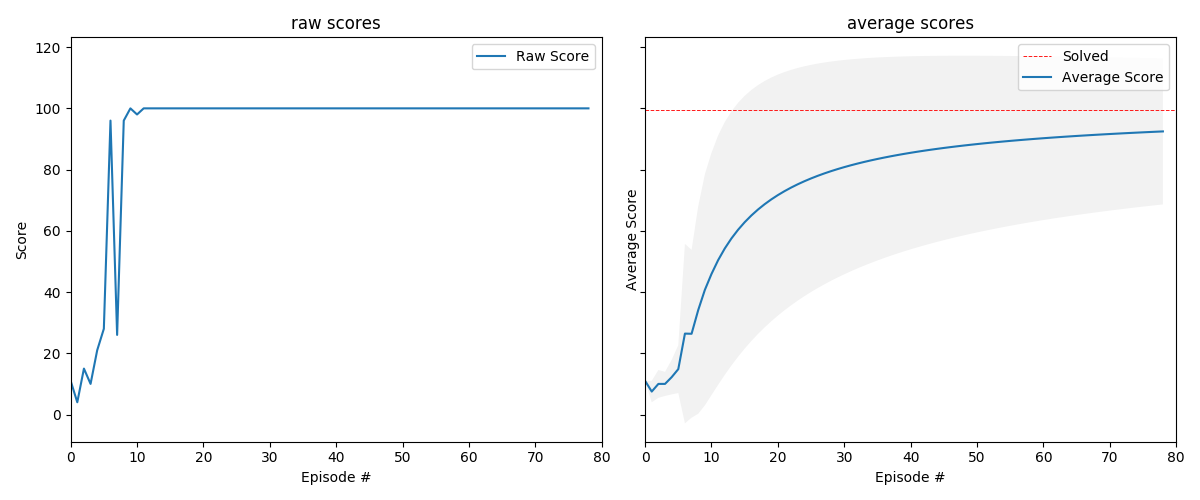 raw scores
Raw Score
120
100
80
60
40
20
0
Score
0 10 20 30 40 50 60 70 80
Episode #
average scores
Solved
Average Score
Average Score
0 10 20 30 40 50 60 70 80
Episode #